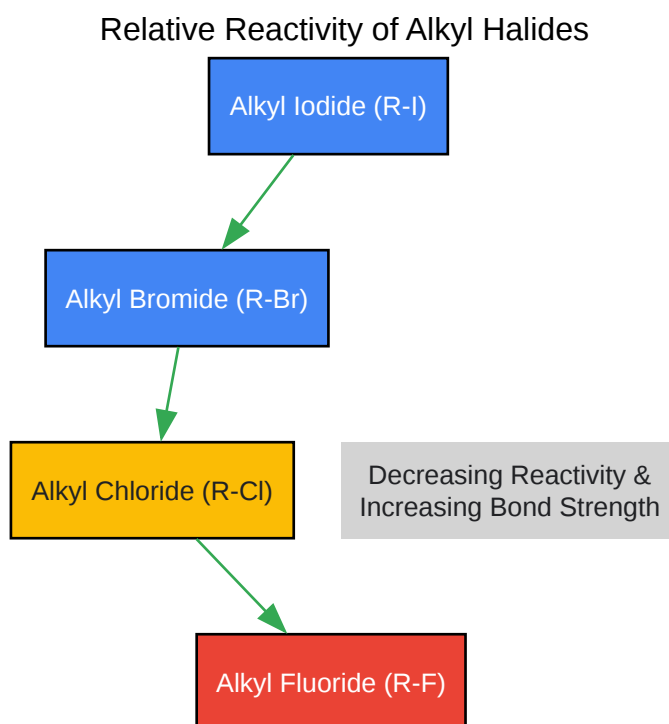 Relative Reactivity of Alkyl Halides
Alkyl Iodide (R-I)
Alkyl Bromide (R-Br)
Alkyl Chloride (R-Cl)
Decreasing Reactivity &
Increasing Bond Strength
Alkyl Fluoride (R-F)